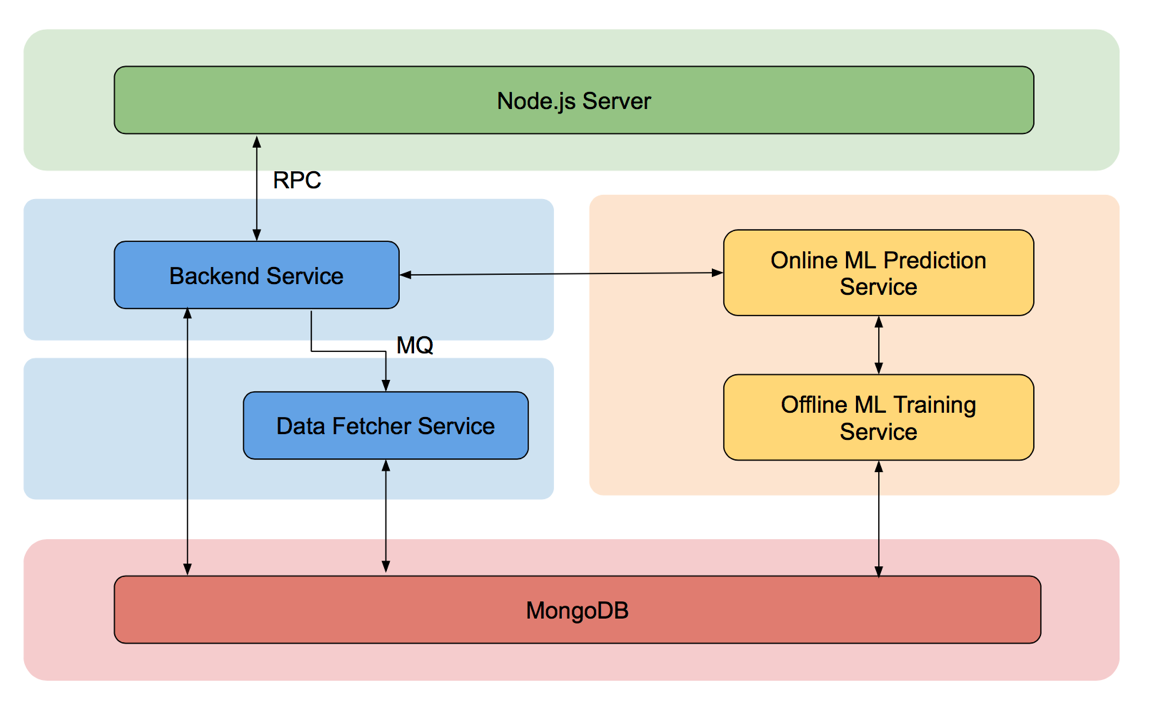 Node.js Server
RPC
Backend Service
Online ML Prediction
Service
MQ
Data Fetcher Service
Offline ML Training
Service
MongoDB